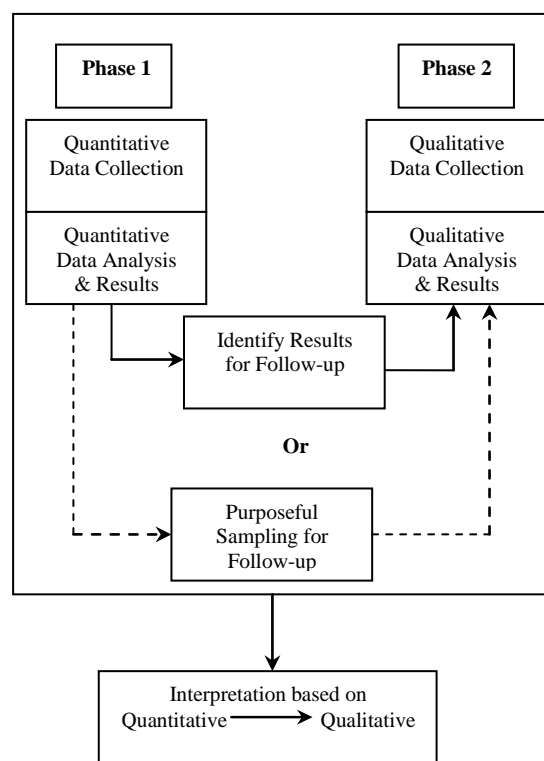 Phase 1
Phase 2
Quantitative
Data Collection
Qualitative
Data Collection
Quantitative
Data Analysis
& Results
Qualitative
Data Analysis
& Results
Identify Results
for Follow-up
Or
Purposeful
Sampling for
Follow-up
Interpretation based on
Quantitative Qualitative